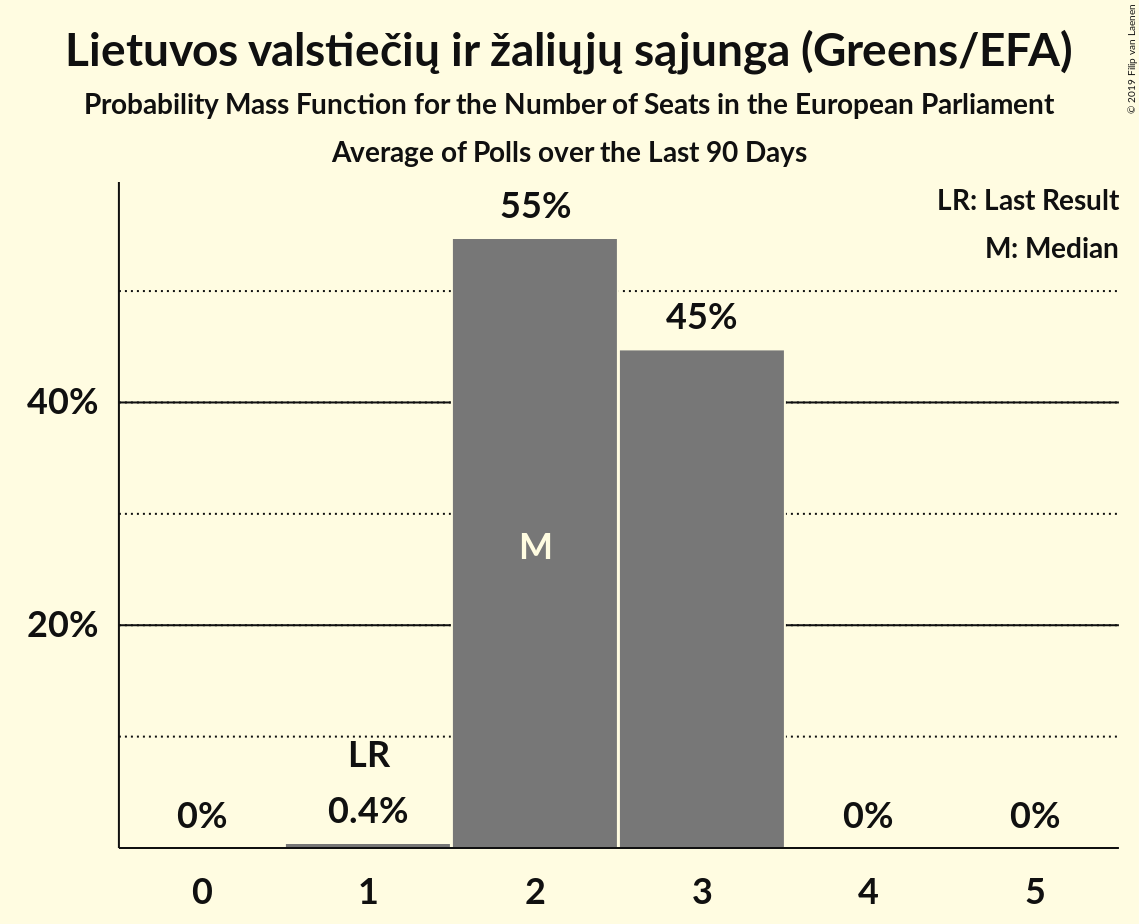 Lietuvos valstiečių ir žaliųjų sąjunga (Greens/EFA)
Probability Mass Function for the Number of Seats in the European Parliament
Average of Polls over the Last 90 Days
© 2019 Filip van Laenen
LR: Last Result
M: Median
55%
45%
40%
M
20%
LR
0%
0.4%
0%
0%
0 1 2 3 4 5